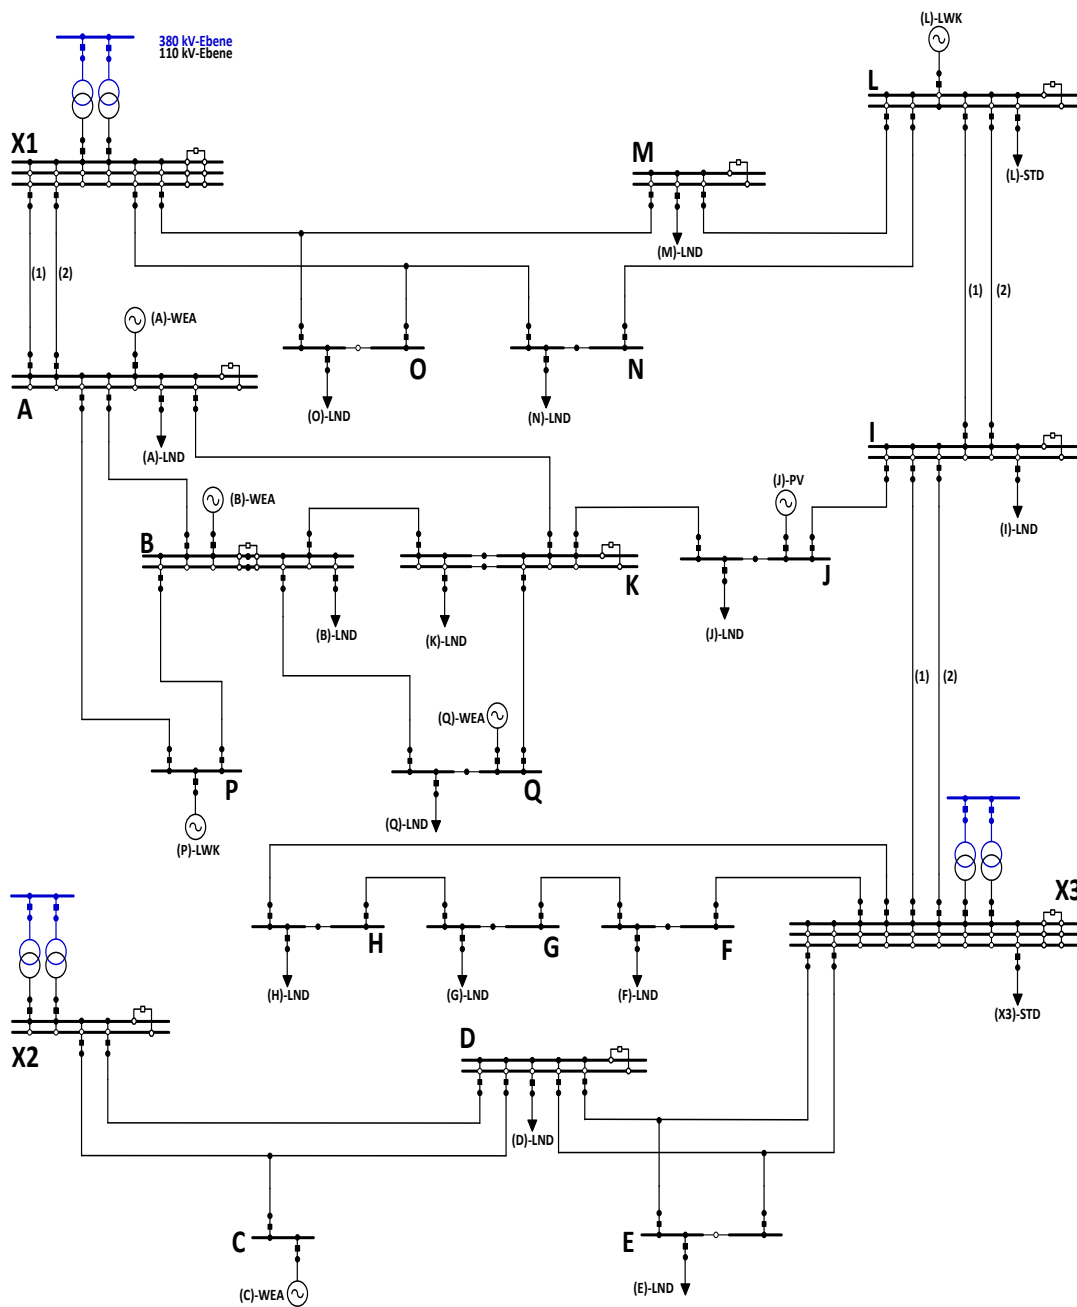 (L)-LWK
380 kV-Ebene
110 kV-Ebene
L
X1
M
(L)-STD
(M)-LND
(1)
(2)
(1)
(2)
(A)-WEA
O
N
A
(O)-LND
(N)-LND
I
(A)-LND
(B)-WEA
(J)-PV
(I)-LND
B
K
J
(B)-LND
(K)-LND
(J)-LND
(1)
(2)
(Q)-WEA
P
Q
(Q)-LND
(P)-LWK
X3
H
G
F
(H)-LND
(G)-LND
(F)-LND
(X3)-STD
X2
D
(D)-LND
C
E
(C)-WEA
(E)-LND